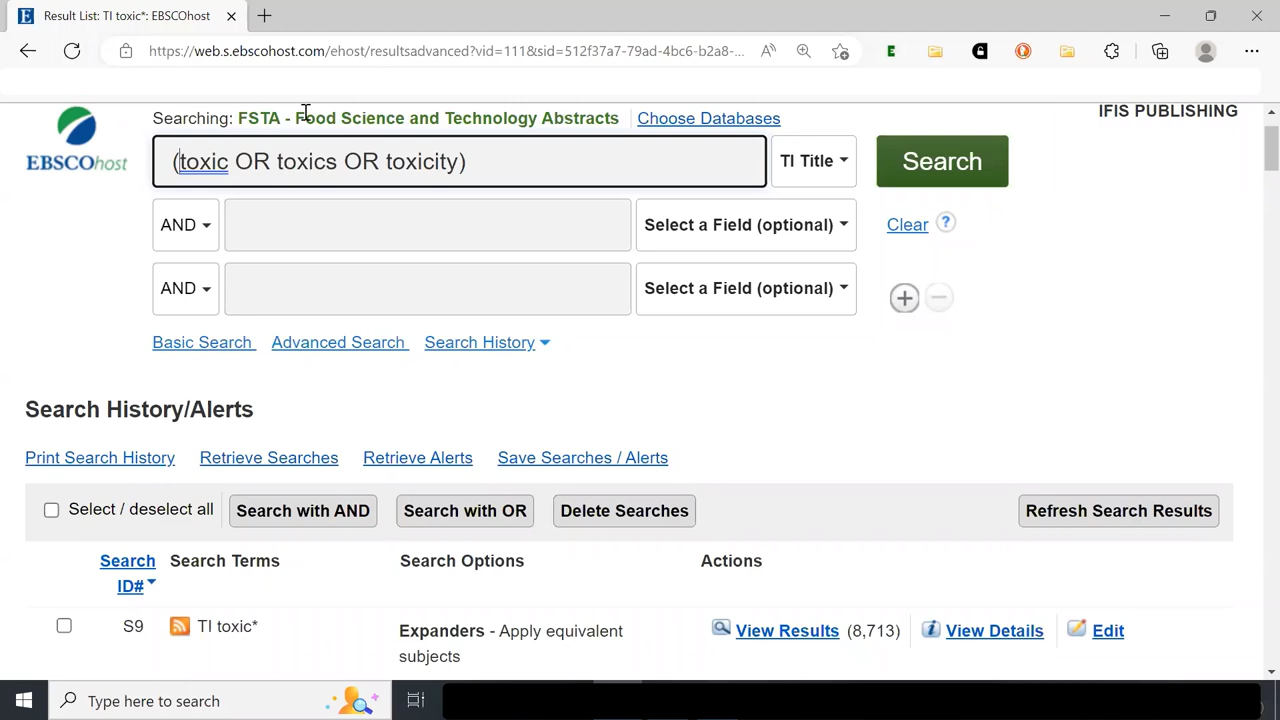 Result List: TI toxic*: EBSCOhost
https://web.s.ebscohost.com/ehost/resultsadvanced?vid=111&sid=512f37a7-79ad-4bc6-b2a8-...
Searching: FSTA - Food Science and Technology Abstracts Choose Databases
IFIS PUBLISHING
EBSCOhost
(toxic OR toxics OR toxicity) TI Title Search
AND Select a Field (optional) Clear ?
AND Select a Field (optional)
Basic Search Advanced Search Search History
Search History/Alerts
Print Search History Retrieve Searches Retrieve Alerts Save Searches / Alerts
Select / deselect all Search with AND Search with OR Delete Searches Refresh Search Results
Search ID# Search Terms Search Options Actions
S9 TI toxic* Expanders - Apply equivalent View Results (8,713) View Details Edit
subjects
Type here to search